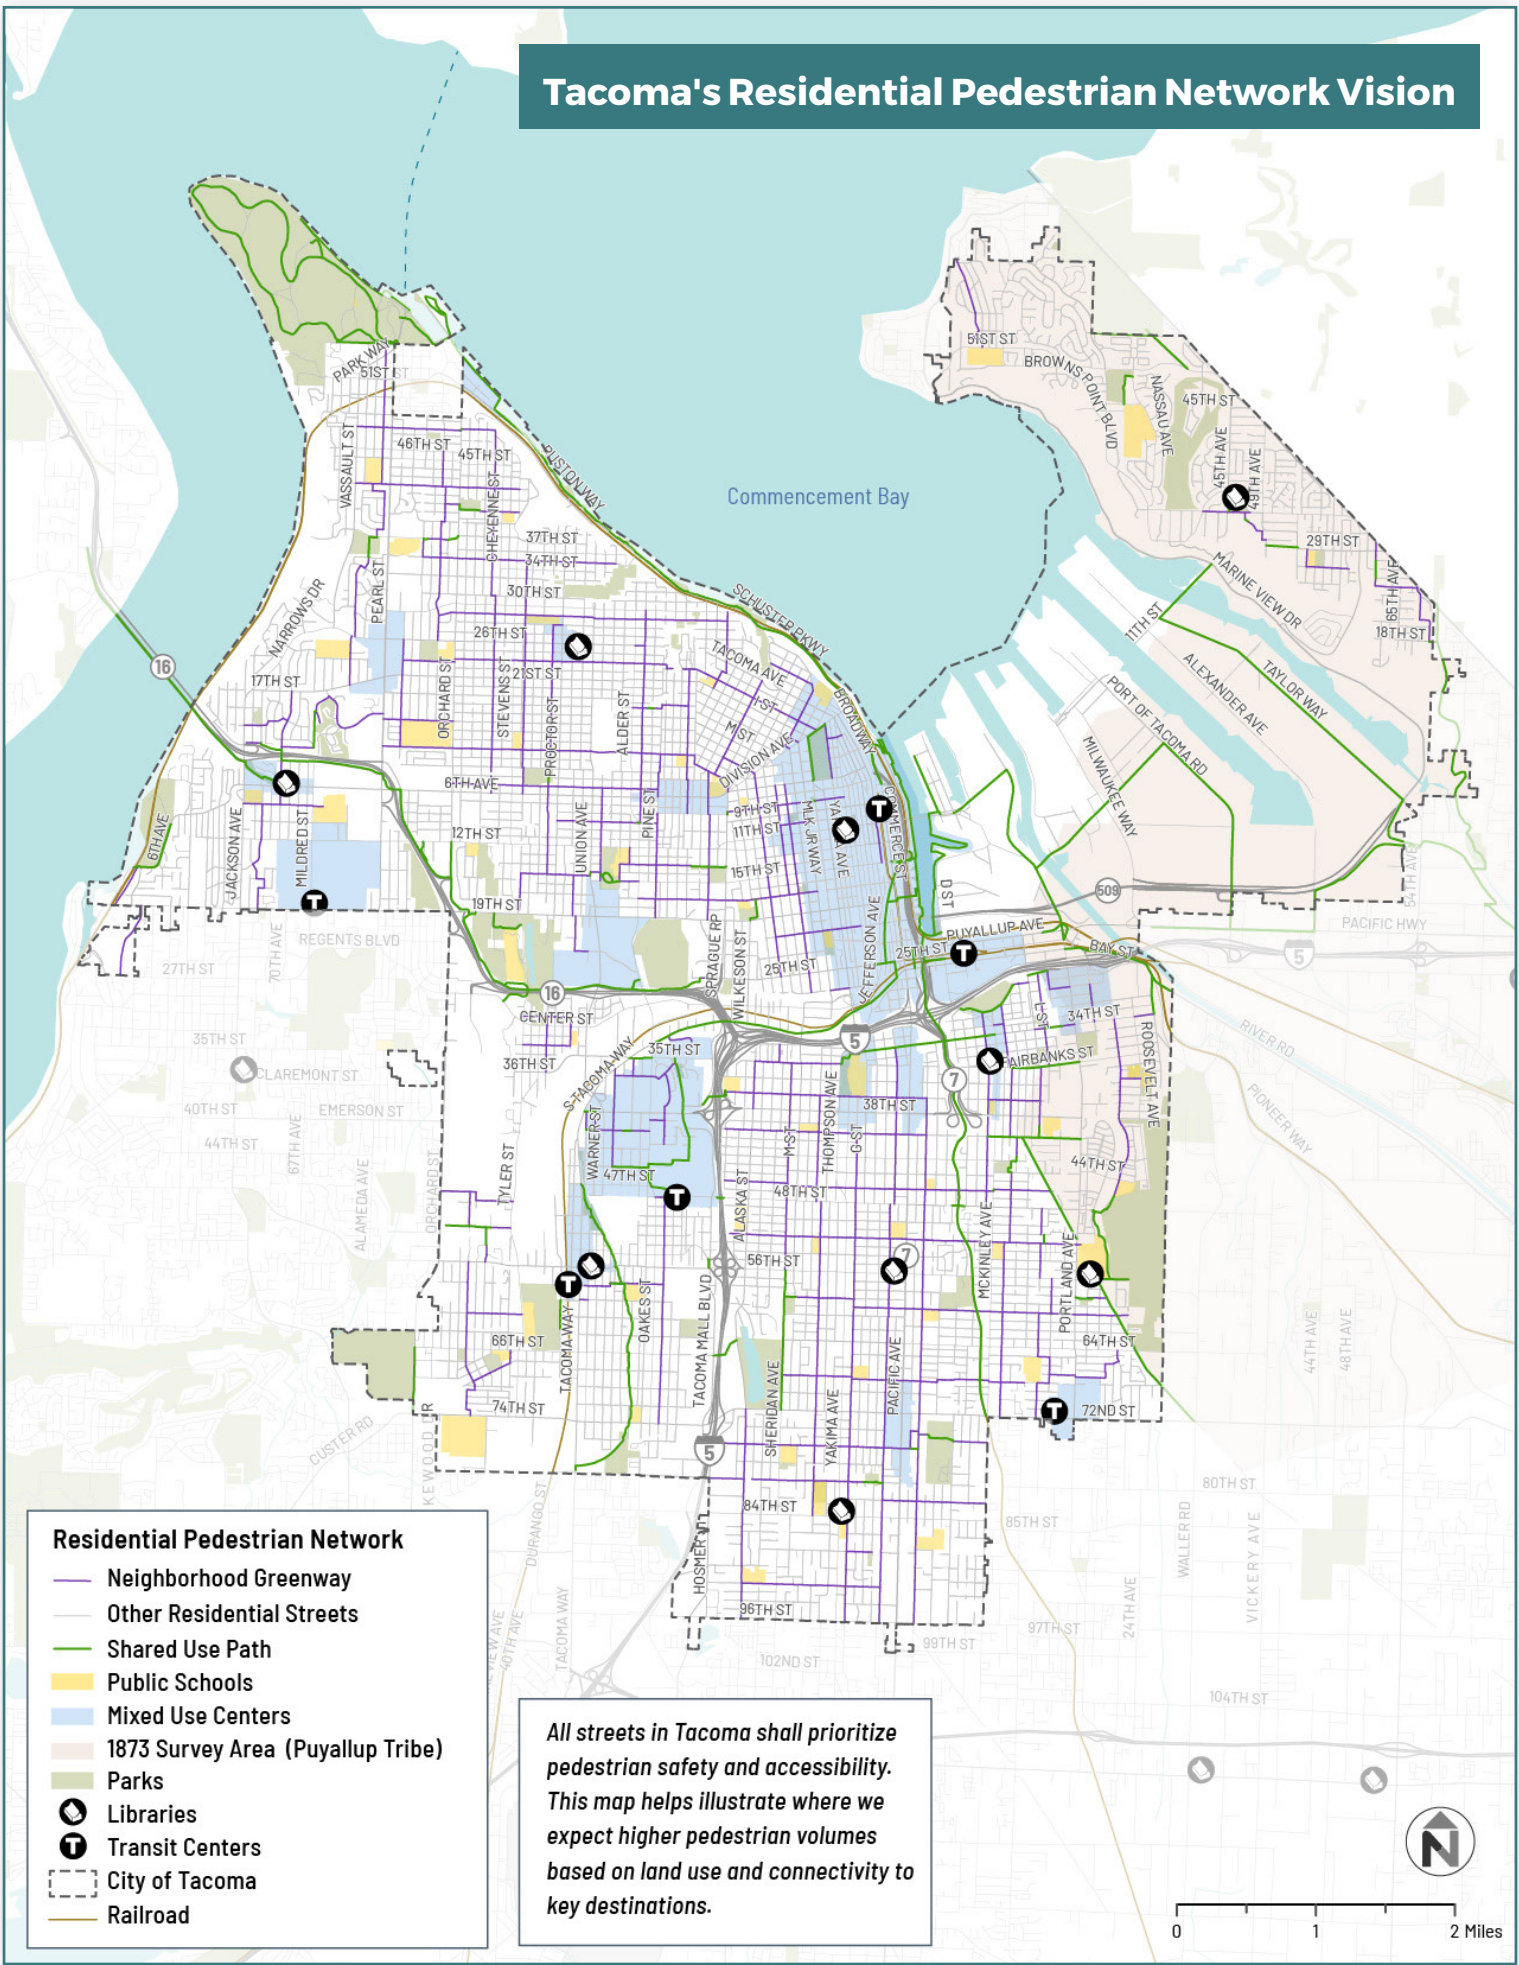 Tacoma's Residential Pedestrian Network Vision
51ST ST
BROWNS POINT BLVD
NASSAU AVE
45TH ST
45TH AVE
49TH AVE
29TH ST
65TH AVE
18TH ST
MARINE VIEW DR
11TH ST
TAYLOR WAY
ALEXANDER AVE
PORT OF TACOMA RD
MILWAUKEE WAY
Commencement Bay
PARK WAY
51ST ST
46TH ST
45TH ST
VASSAULT ST
CHEYENNE ST
RUSTON WAY
37TH ST
34TH ST
30TH ST
PEARL ST
NARROWS DR
26TH ST
21ST ST
17TH ST
16
SCHUSTER PKWY
TACOMA AVE
I ST
M ST
BROADWAY
ORCHARD ST
STEVENS ST
PROCTOR ST
ALDER ST
DIVISION AVE
6TH AVE
6TH AVE
JACKSON AVE
MILDRED ST
12TH ST
UNION AVE
PINE ST
9TH ST
11TH ST
15TH ST
MLK JR WAY
COMMERCE ST
T
T
19TH ST
D ST
509
54TH AVE
PACIFIC HWY
5
REGENTS BLVD
70TH AVE
27TH ST
SPRAGUE RP
WILKESON ST
25TH ST
JEFFERSON AVE
25TH ST
PUYALLUP AVE
T
BAY ST
16
CENTER ST
5
L ST
34TH ST
ROOSEVELT AVE
RIVER RD
35TH ST
36TH ST
S TACOMA WAY
35TH ST
7
FAIRBANKS ST
CLAREMONT ST
40TH ST
EMERSON ST
44TH ST
67TH AVE
38TH ST
PIONEER WAY
TYLER ST
WARNER ST
M ST
THOMPSON AVE
G ST
44TH ST
47TH ST
48TH ST
T
ALAMEDA AVE
ORCHARD ST
ALASKA ST
MCKINLEY AVE
PORTLAND AVE
56TH ST
7
T
OAKES ST
TACOMA MALL BLVD
66TH ST
64TH ST
44TH AVE
48TH AVE
TACOMA WAY
SHERIDAN AVE
YAKIMA AVE
PACIFIC AVE
74TH ST
T
72ND ST
CUSTER RD
KEWOOD DR
5
80TH ST
84TH ST
85TH ST
DURANGO ST
HOSMER ST
WALLER RD
VICKERY AVE
24TH AVE
96TH ST
97TH ST
99TH ST
102ND ST
40TH AVE
TACOMA WAY
104TH ST
Residential Pedestrian Network
Neighborhood Greenway
Other Residential Streets
Shared Use Path
Public Schools
Mixed Use Centers
1873 Survey Area (Puyallup Tribe)
Parks
Libraries
T Transit Centers
City of Tacoma
Railroad
All streets in Tacoma shall prioritize
pedestrian safety and accessibility.
This map helps illustrate where we
expect higher pedestrian volumes
based on land use and connectivity to
key destinations.
N
0 1 2 Miles